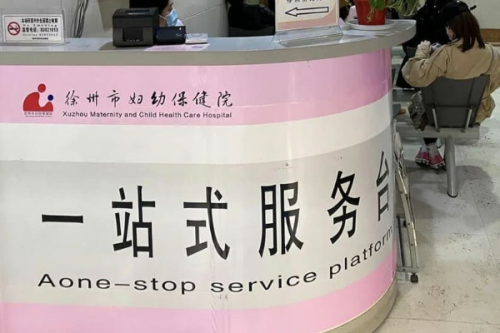 徐州市妇幼保健院
Xuzhou Maternity and Child Health Care Hospital
一站式服务台
Aone-stop service platform